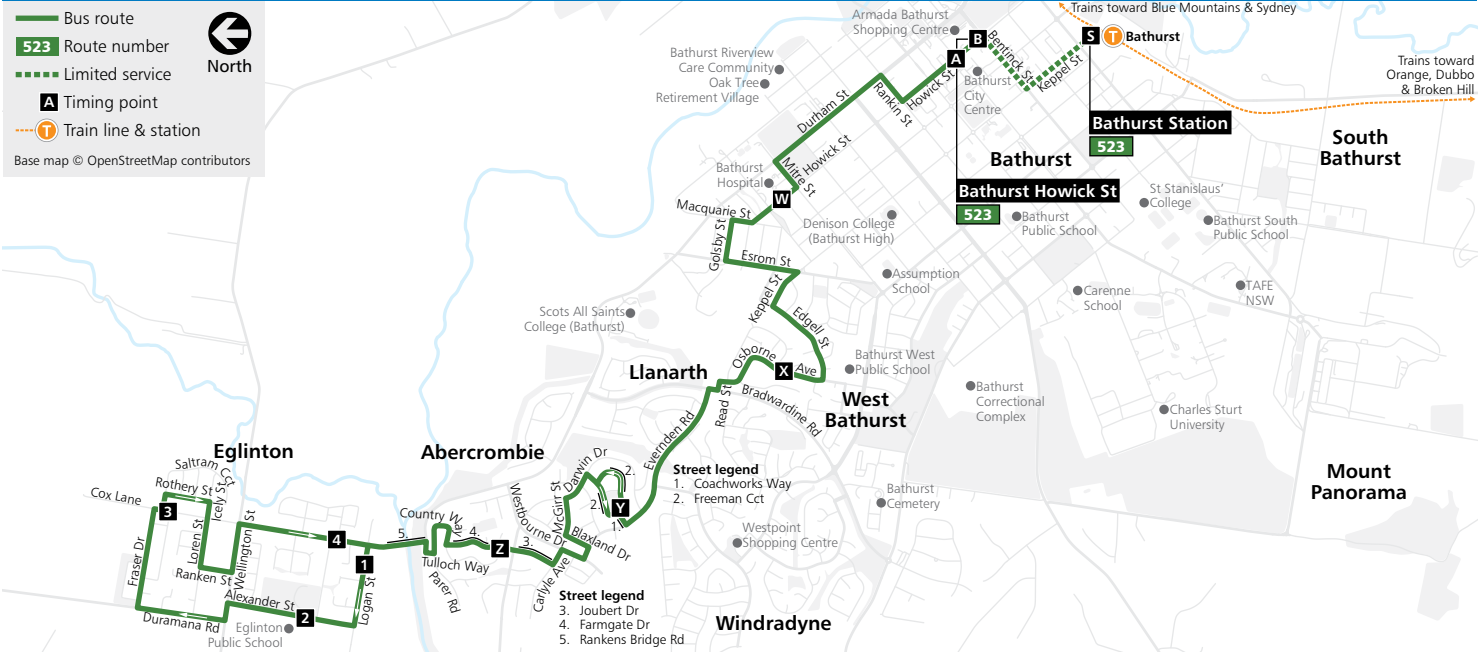 Bus route
523 Route number
Limited service
A Timing point
T Train line & station
Base map © OpenStreetMap contributors
North
Trains toward Blue Mountains & Sydney
Armada Bathurst
Shopping Centre
B
S
T Bathurst
A
Bentinck St
Keppel St
Trains toward
Orange, Dubbo
& Broken Hill
Bathurst Riverview
Care Community
Oak Tree
Retirement Village
Bathurst
City
Centre
Durham St
Rankin St
Howick St
Bathurst Station
523
South
Bathurst
Bathurst
Howick St
Mitre St
Bathurst
Hospital
W
Bathurst Howick St
523
St Stanislaus’
College
Bathurst
Public School
Bathurst South
Public School
Macquarie St
Denison College
(Bathurst High)
Golsby St
Esrom St
Assumption
School
Keppel St
Carenne
School
TAFE
NSW
Scots All Saints
College (Bathurst)
Edgell St
Osborne
Ave
X
Bathurst West
Public School
Llanarth
Read St
Bradwardine Rd
West
Bathurst
Bathurst
Correctional
Complex
Charles Sturt
University
Evernden Rd
Eglinton
Abercrombie
Saltram Cct
Rothery St
Icely St
Cox Lane
3
Darwin Dr
2.
2.
Y
1.
Street legend
1. Coachworks Way
2. Freeman Cct
Mount
Panorama
Bathurst
Cemetery
McGirr St
Westbourne Dr
Blaxland Dr
Country Way
5.
4.
Z
3.
Westpoint
Shopping Centre
Loren St
Wellington St
4
1
Fraser Dr
Ranken St
Tulloch Way
Parer Rd
Carlyle Ave
Logan St
Alexander St
2
Duramana Rd
Eglinton
Public School
Street legend
3. Joubert Dr
4. Farmgate Dr
5. Rankens Bridge Rd
Windradyne